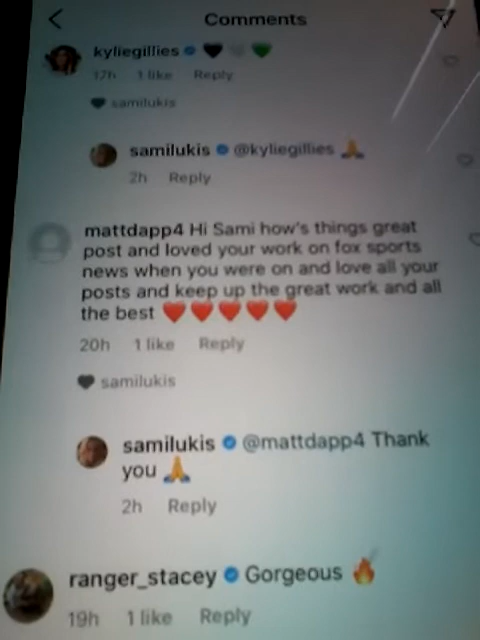 Comments
kyliegillies 🖤🤍💚
17h 1 like Reply
samilukis
samilukis @kyliegillies 🙏
2h Reply
mattdapp4 Hi Sami how's things great
post and loved your work on fox sports
news when you were on and love all your
posts and keep up the great work and all
the best ❤️❤️❤️❤️❤️
20h 1 like Reply
samilukis
samilukis @mattdapp4 Thank
you 🙏
2h Reply
ranger_stacey Gorgeous 🔥
19h 1 like Reply